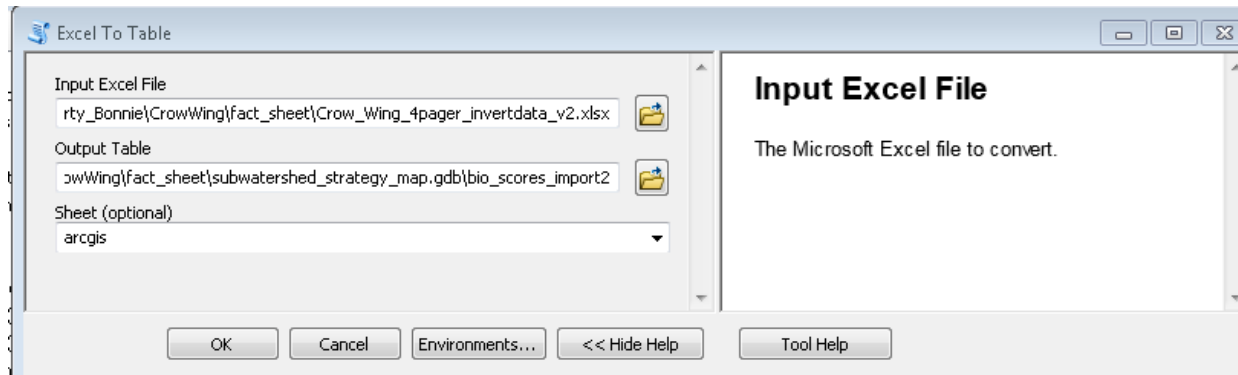 Excel To Table
Input Excel File
rty_Bonnie\CrowWing\fact_sheet\Crow_Wing_4pager_invertdata_v2.xlsx
Output Table
owWing\fact_sheet\subwatershed_strategy_map.gdb\bio_scores_import2
Sheet (optional)
arcgis
OK
Cancel
Environments...
<< Hide Help
Input Excel File
The Microsoft Excel file to convert.
Tool Help